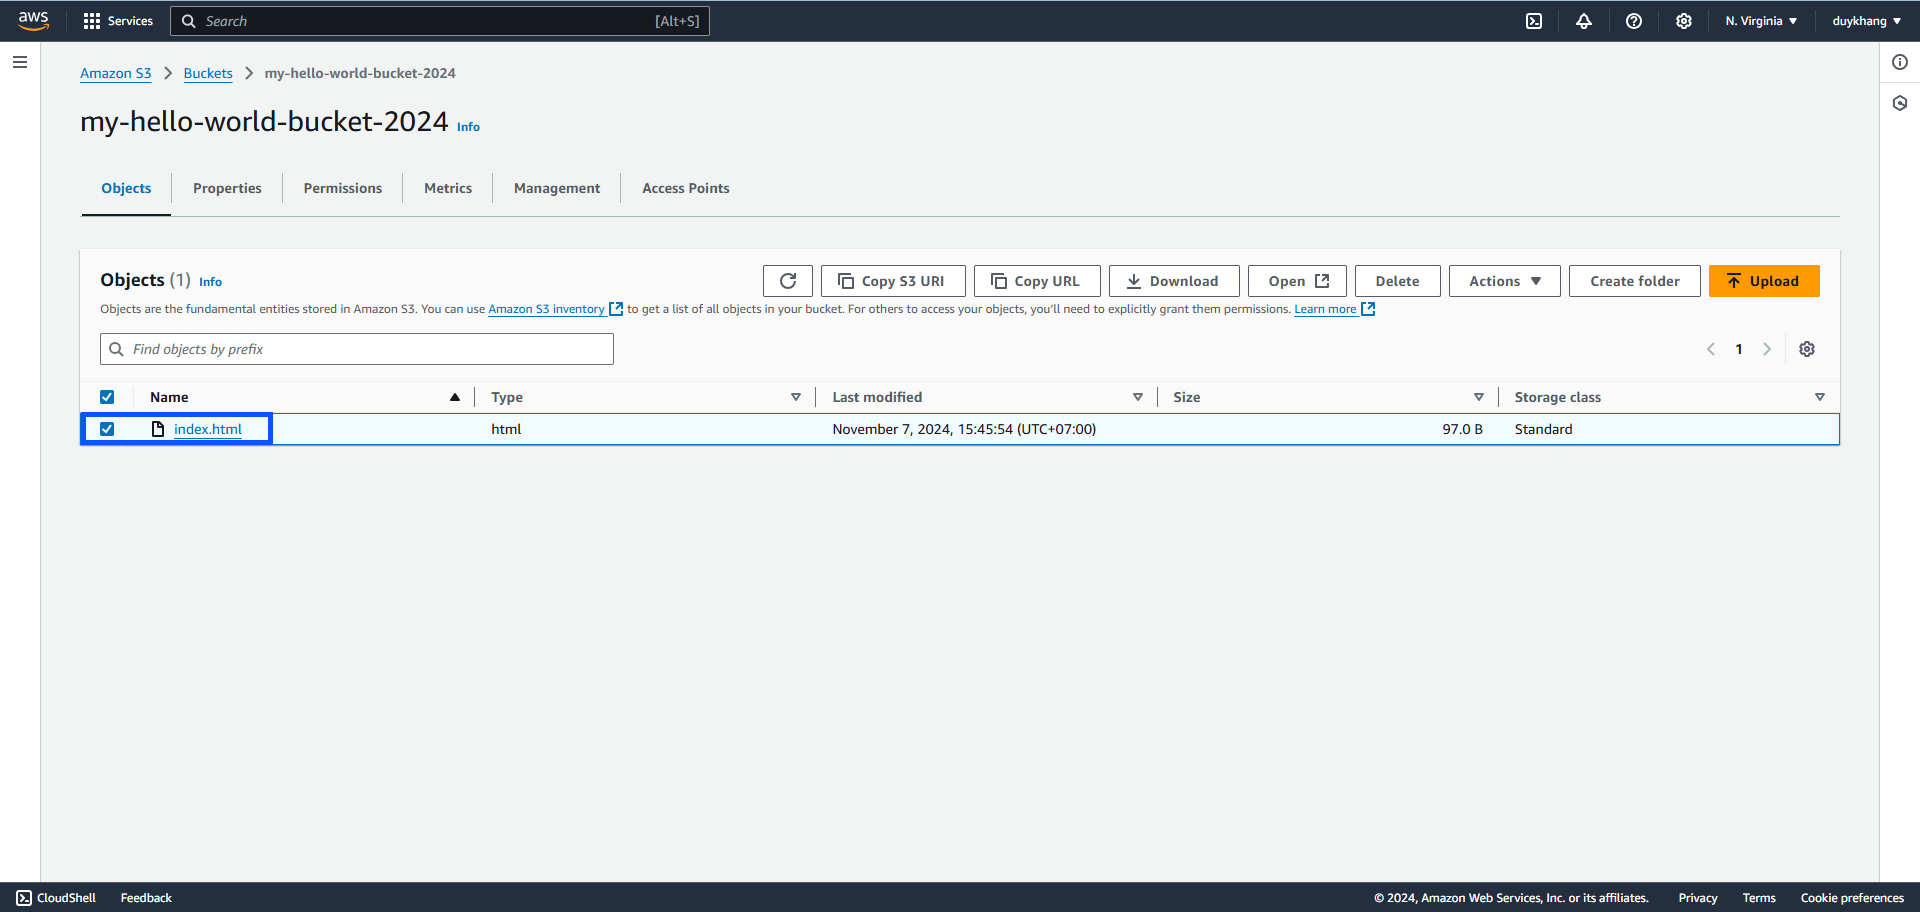 aws
Services
Search
[Alt+S]
N. Virginia
duykhang
Amazon S3
Buckets
my-hello-world-bucket-2024
my-hello-world-bucket-2024 Info
Objects
Properties
Permissions
Metrics
Management
Access Points
Objects (1) Info
Copy S3 URI
Copy URL
Download
Open
Delete
Actions
Create folder
Upload
Objects are the fundamental entities stored in Amazon S3. You can use Amazon S3 inventory to get a list of all objects in your bucket. For others to access your objects, you'll need to explicitly grant them permissions. Learn more
Find objects by prefix
1
Name
Type
Last modified
Size
Storage class
index.html
html
November 7, 2024, 15:45:54 (UTC+07:00)
97.0 B
Standard
CloudShell
Feedback
© 2024, Amazon Web Services, Inc. or its affiliates.
Privacy
Terms
Cookie preferences